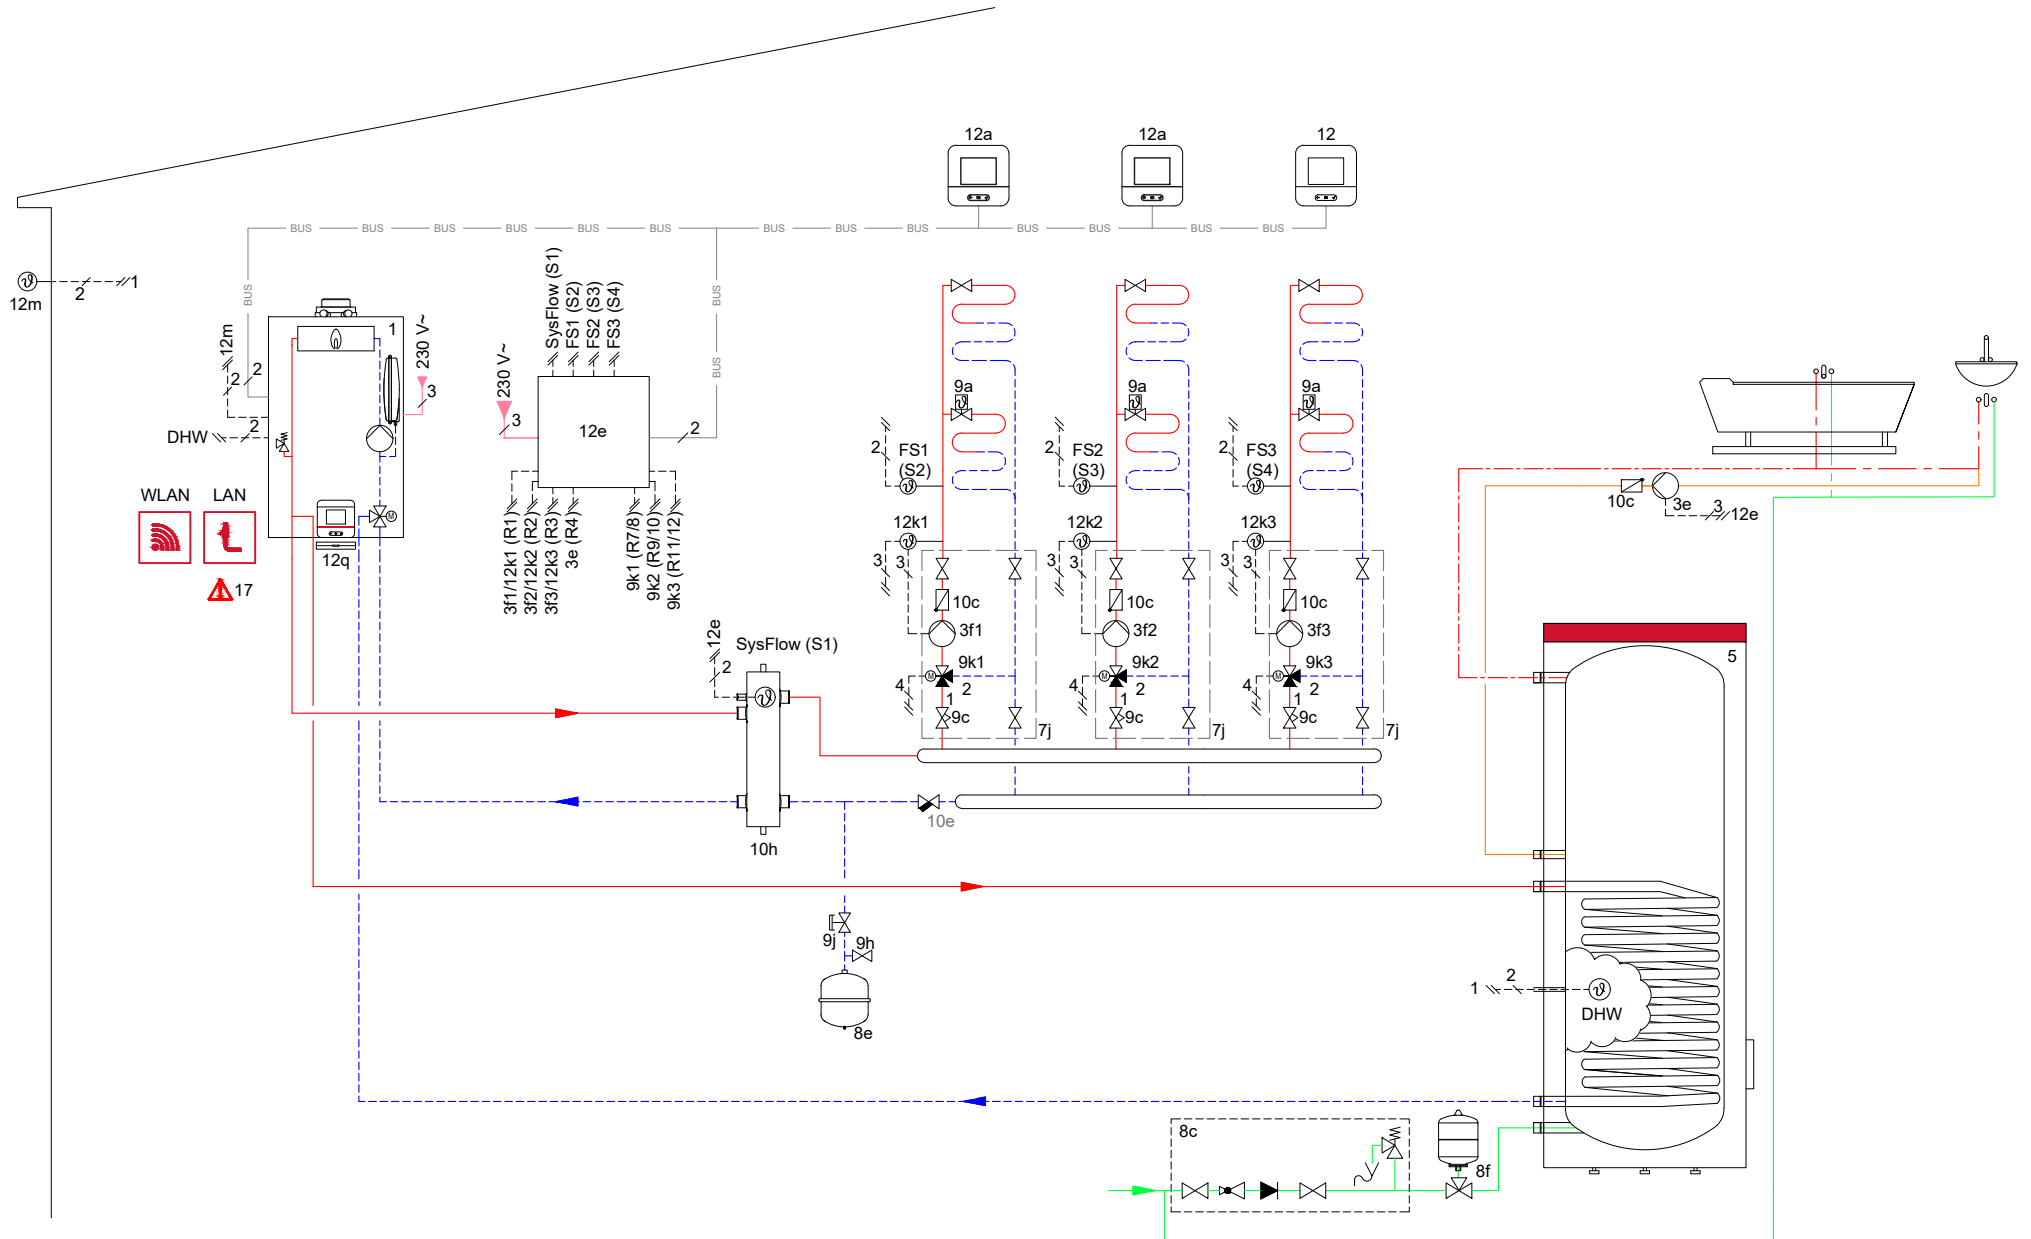 12a
12a
12
BUS BUS BUS BUS BUS BUS BUS BUS BUS BUS BUS BUS BUS
BUS
BUS
12m
2
1
1
230 V~
3
12m
2
2
DHW
2
WLAN
LAN
12q
17
SysFlow (S1)
FS1 (S2)
FS2 (S3)
FS3 (S4)
230 V~
3
12e
2
3f1/12k1 (R1)
3f2/12k2 (R2)
3f3/12k3 (R3)
3e (R4)
9k1 (R7/8)
9k2 (R9/10)
9k3 (R11/12)
9a
2
FS1
(S2)
12k1
3
3
10c
3f1
9k1
M
4
2
1
9c
7j
9a
2
FS2
(S3)
12k2
3
3
10c
3f2
9k2
M
4
2
1
9c
7j
9a
2
FS3
(S4)
12k3
3
3
10c
3f3
9k3
M
4
2
1
9c
7j
M
12e
2
SysFlow (S1)
10h
10e
9j
9h
8e
10c
3e
3
12e
5
1
2
DHW
8c
8f